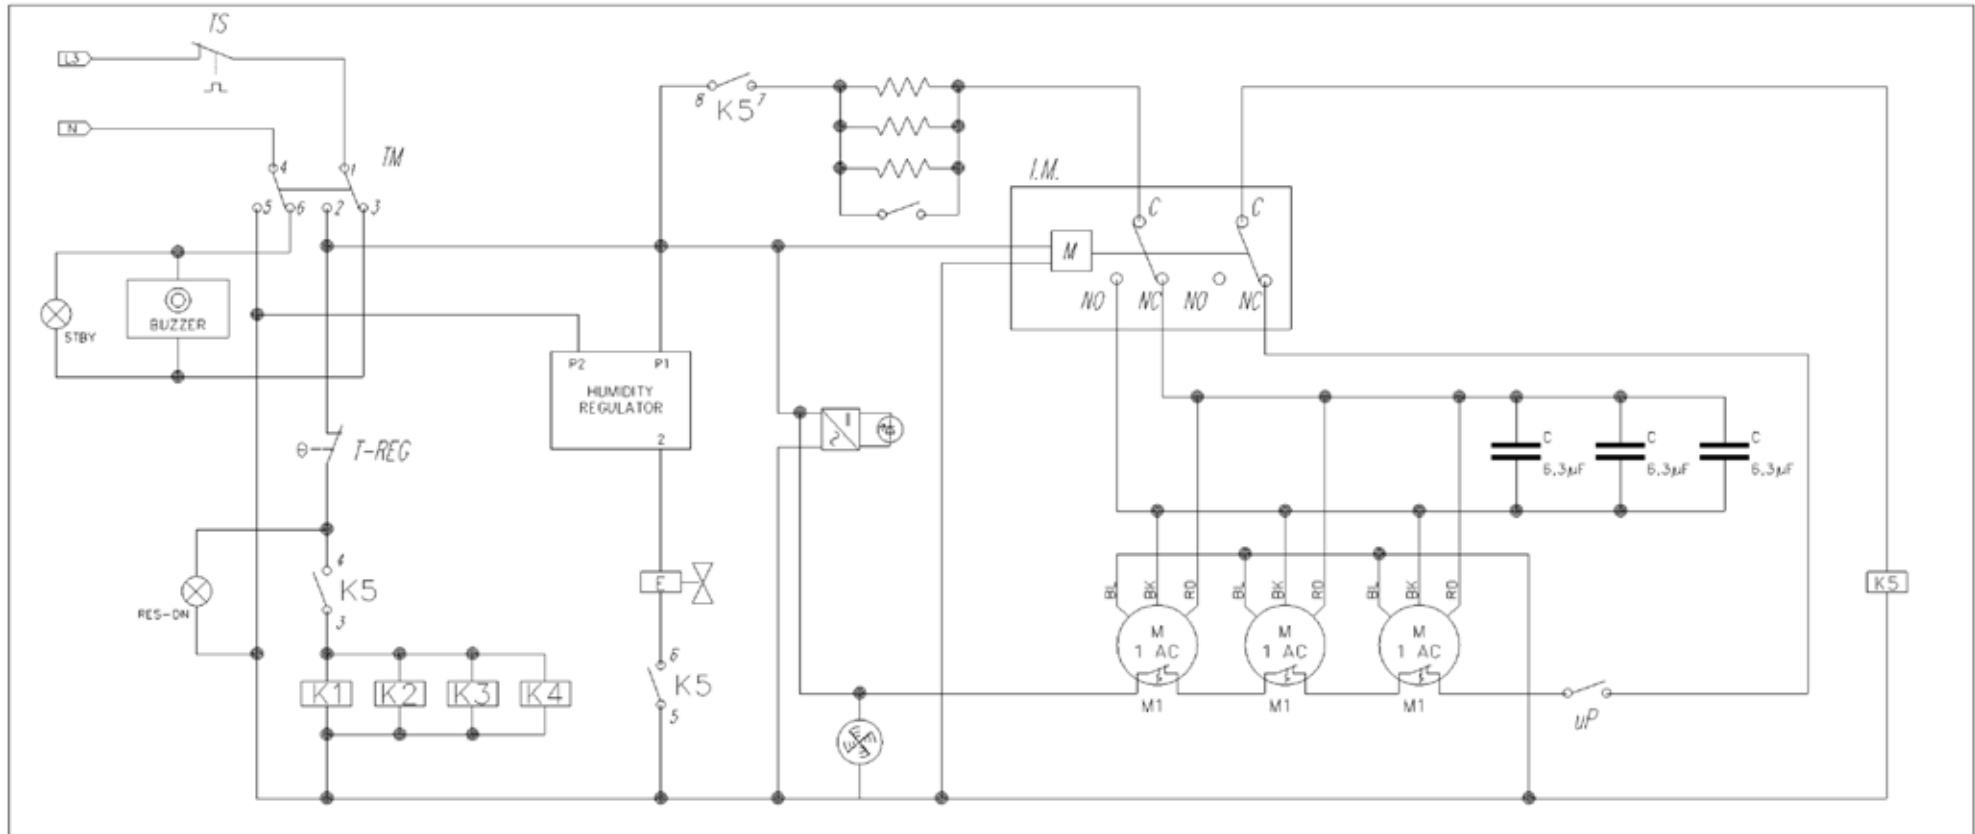 TS
L3
N
4
1
TM
5
6
2
3
8
7
K5
I.M.
C
C
M
NO
NC
NO
NC
STBY
BUZZER
P2
P1
HUMIDITY
REGULATOR
2
T-REG
C
6.3µF
C
6.3µF
C
6.3µF
4
K5
3
RES-ON
E
6
K5
5
K1
K2
K3
K4
BL
BK
RD
BL
BK
RD
BL
BK
RD
M
1 AC
M
1 AC
M
1 AC
M1
M1
M1
uP
K5